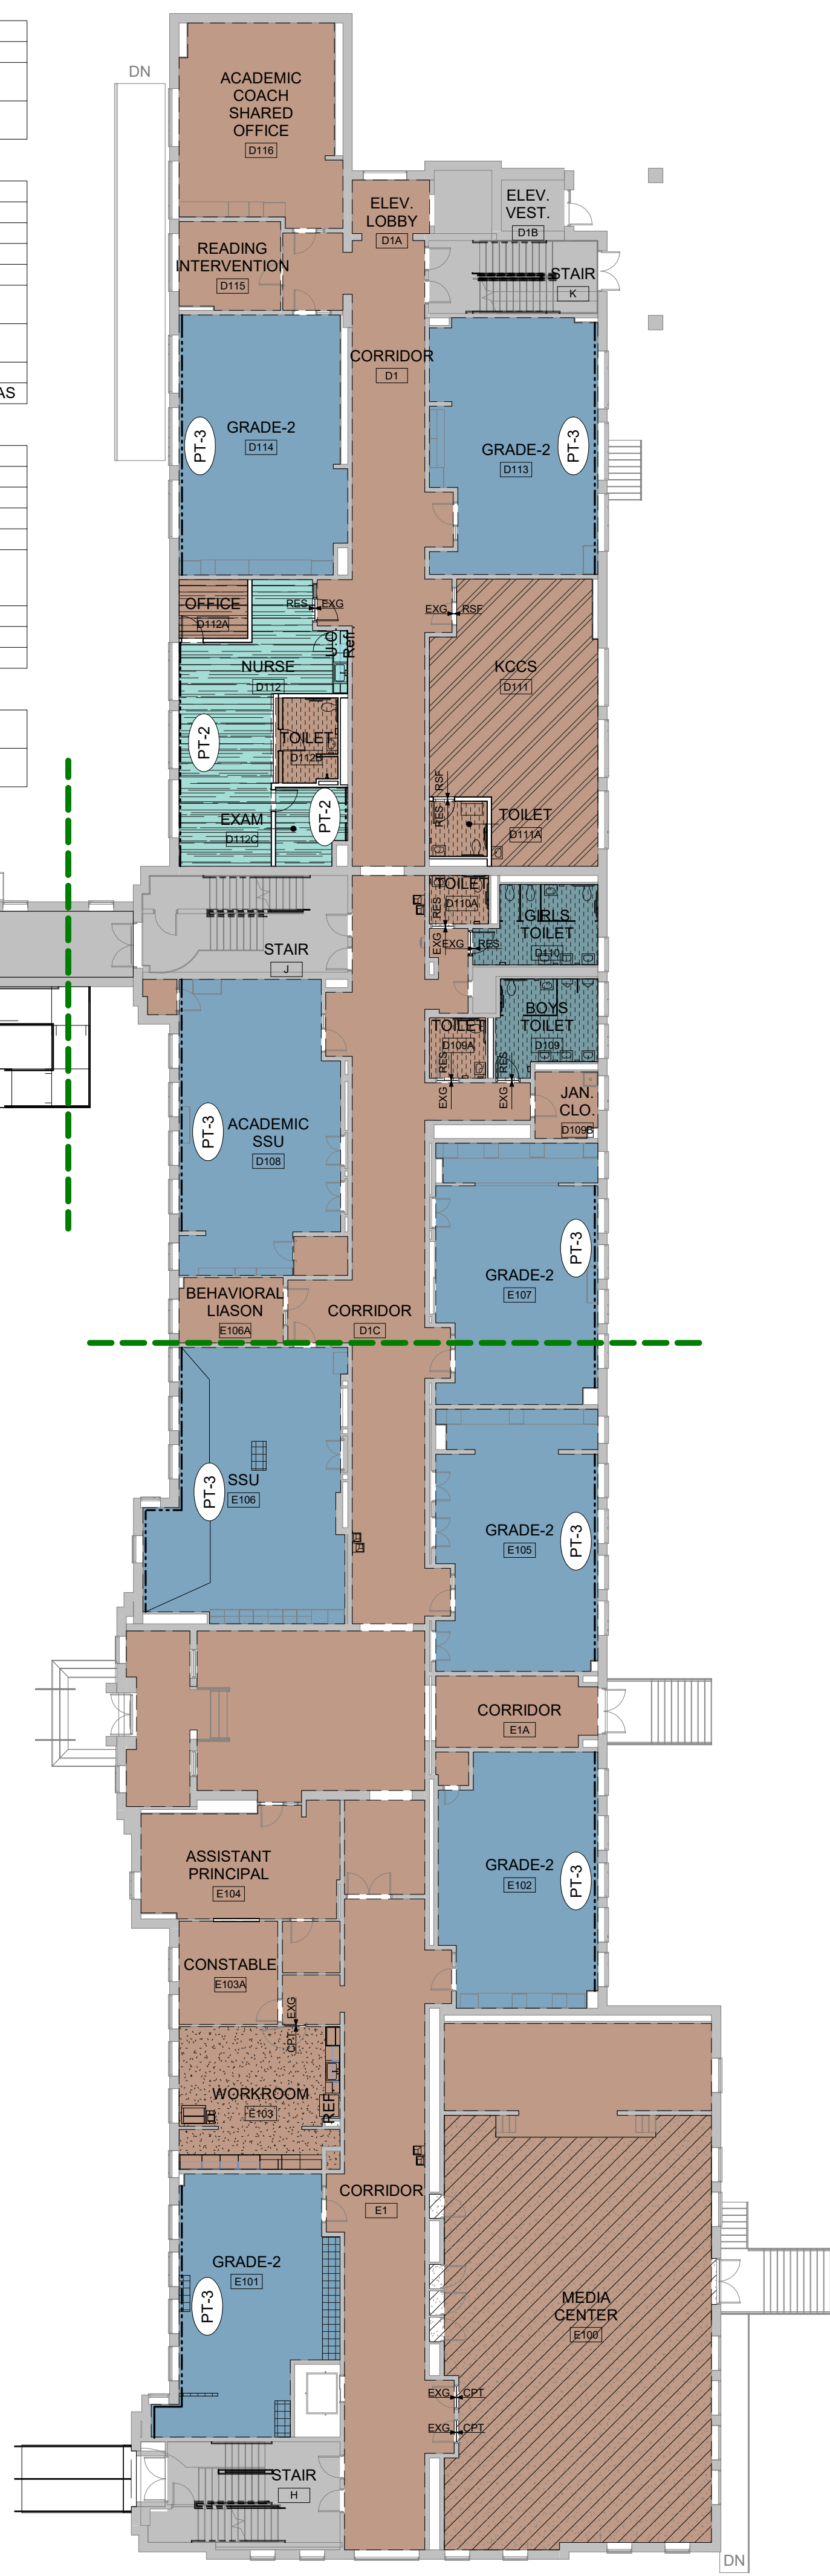 DN
ACADEMIC
COACH
SHARED
OFFICE
D116
ELEV.
LOBBY
D1A
ELEV.
VEST.
D1B
READING
INTERVENTION
D115
STAIR
K
CORRIDOR
D1
AS
GRADE-2
D114
PT-3
GRADE-2
D113
PT-3
OFFICE
D112A
RES
EXG
EXG
RSF
U.C.
Ref.
NURSE
D112
KCCS
D111
PT-2
TOILET
D112B
RSF
RES
EXAM
D112C
PT-2
TOILET
D111A
TOILET
D110A
RES
EXG
GIRLS
TOILET
D110
EXG
RES
STAIR
J
BOYS
TOILET
D109
TOILET
D109A
RES
EXG
RES
EXG
JAN.
CLO.
D109B
PT-3
ACADEMIC
SSU
D108
PT-3
GRADE-2
E107
BEHAVIORAL
LIASON
E106A
CORRIDOR
D1C
PT-3
SSU
E106
GRADE-2
E105
PT-3
CORRIDOR
E1A
ASSISTANT
PRINCIPAL
E104
GRADE-2
E102
PT-3
CONSTABLE
E103A
EXG
CPT
WORKROOM
E103
REF
CORRIDOR
E1
GRADE-2
E101
PT-3
MEDIA
CENTER
E100
EXG
CPT
EXG
CPT
STAIR
H
DN